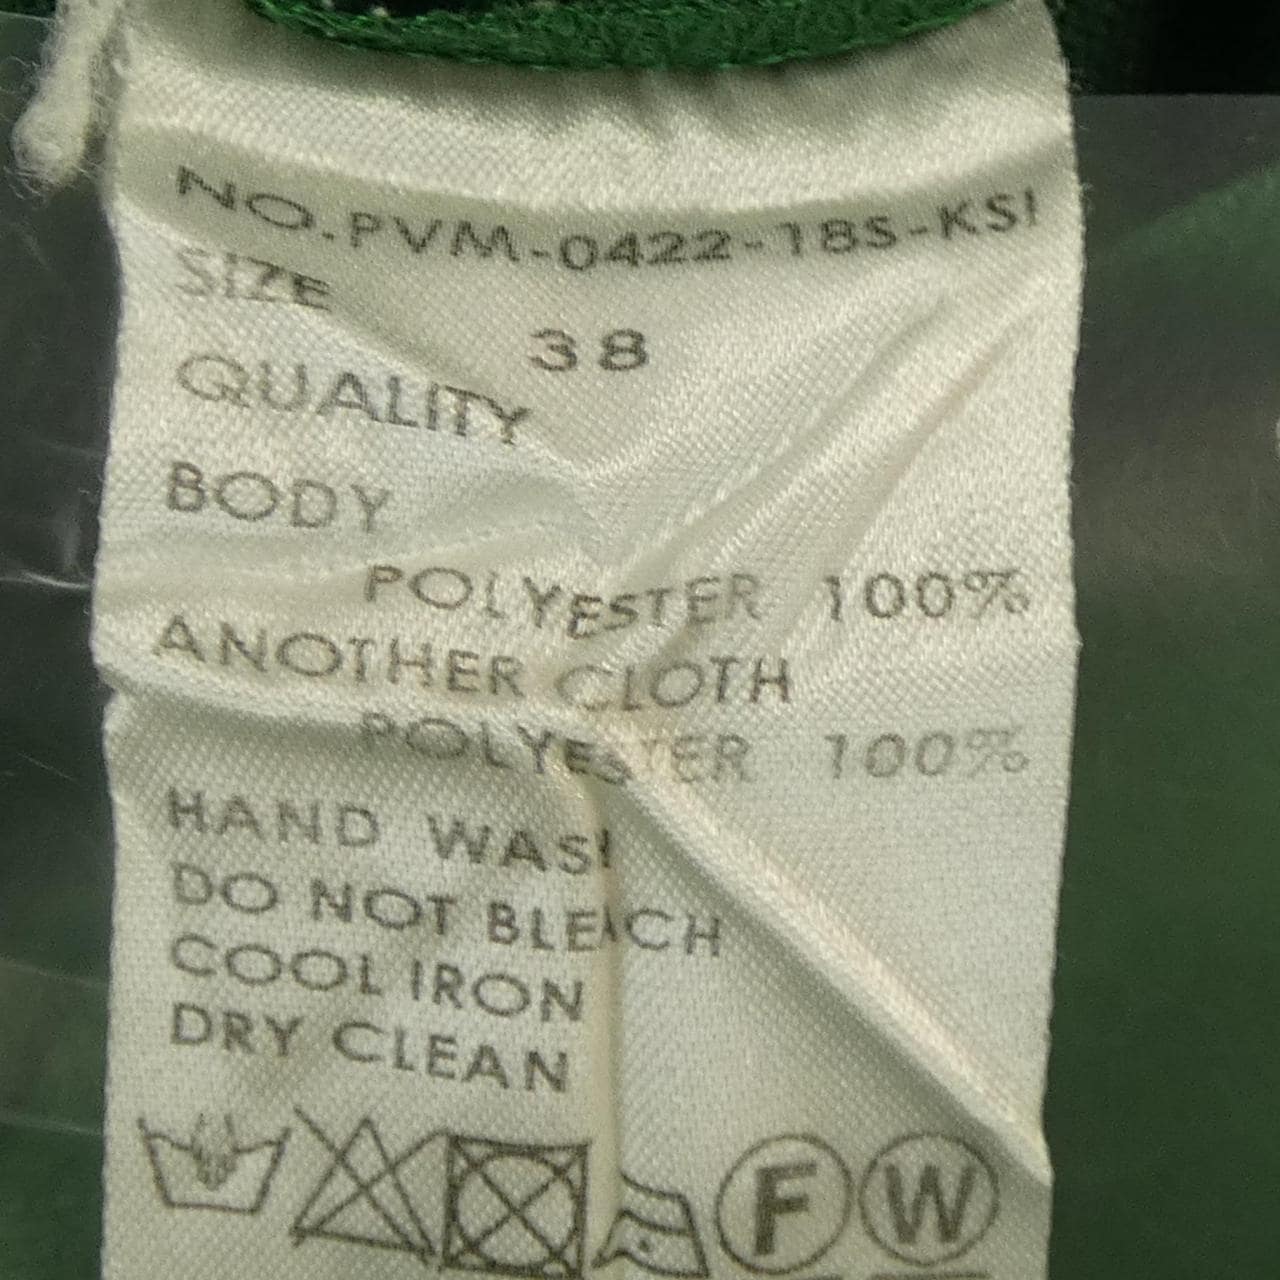 NO.PVM-0422-18S-KSI
SIZE
38
QUALITY
BODY
POLYESTER 100%
ANOTHER CLOTH
POLYESTER 100%
HAND WASH
DO NOT BLEACH
COOL IRON
DRY CLEAN
F W